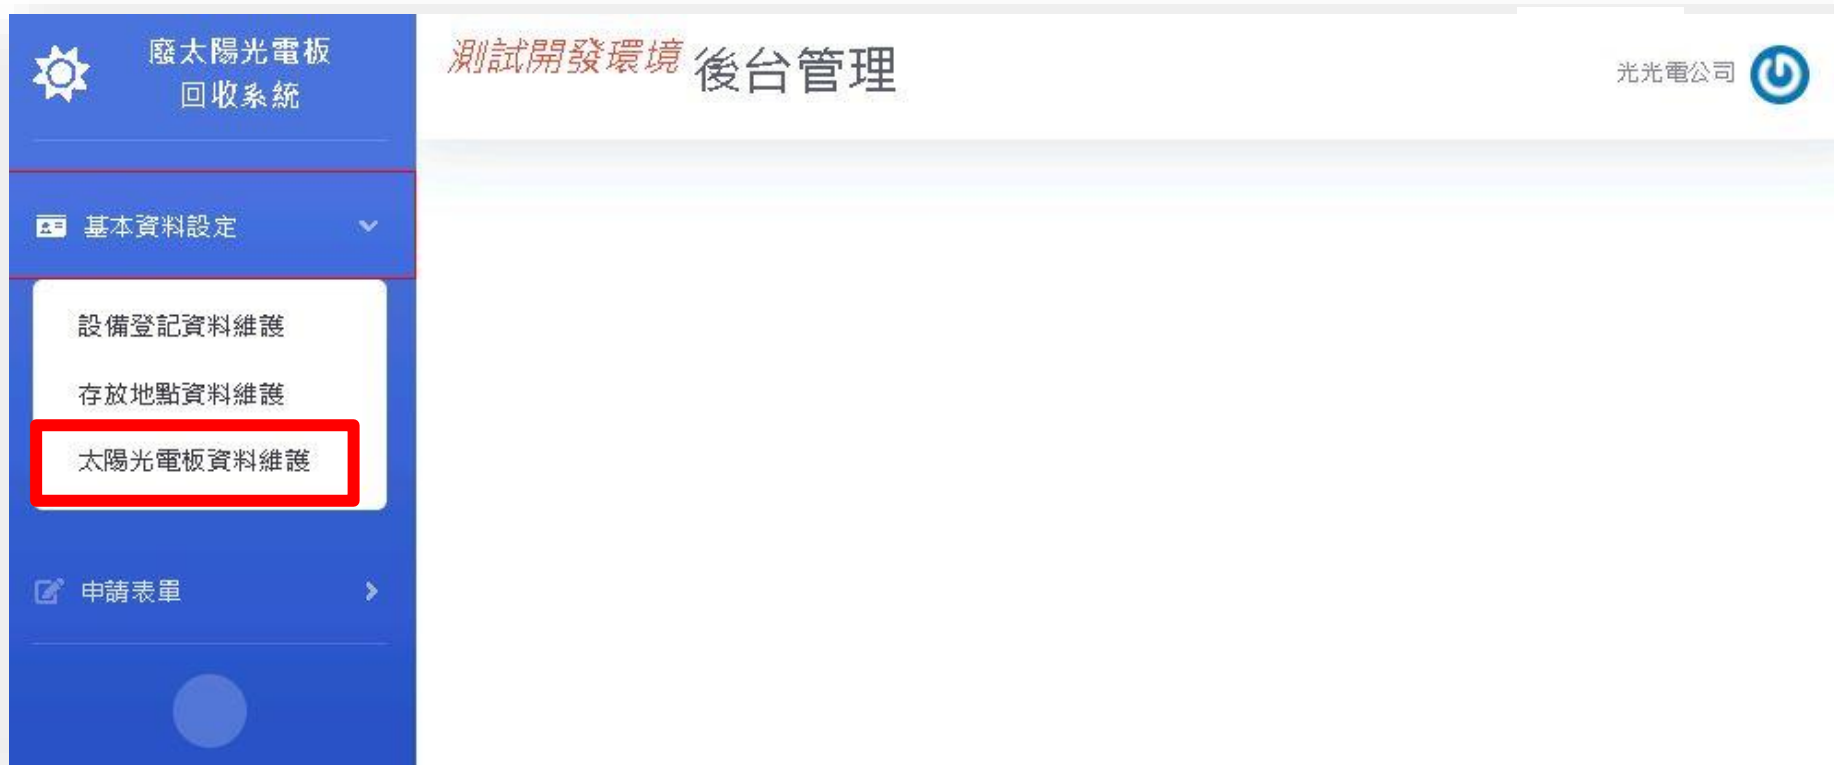 廢太陽光電板
回收系統
測試開發環境 後台管理
光光電公司
基本資料設定
設備登記資料維護
存放地點資料維護
太陽光電板資料維護
申請表單